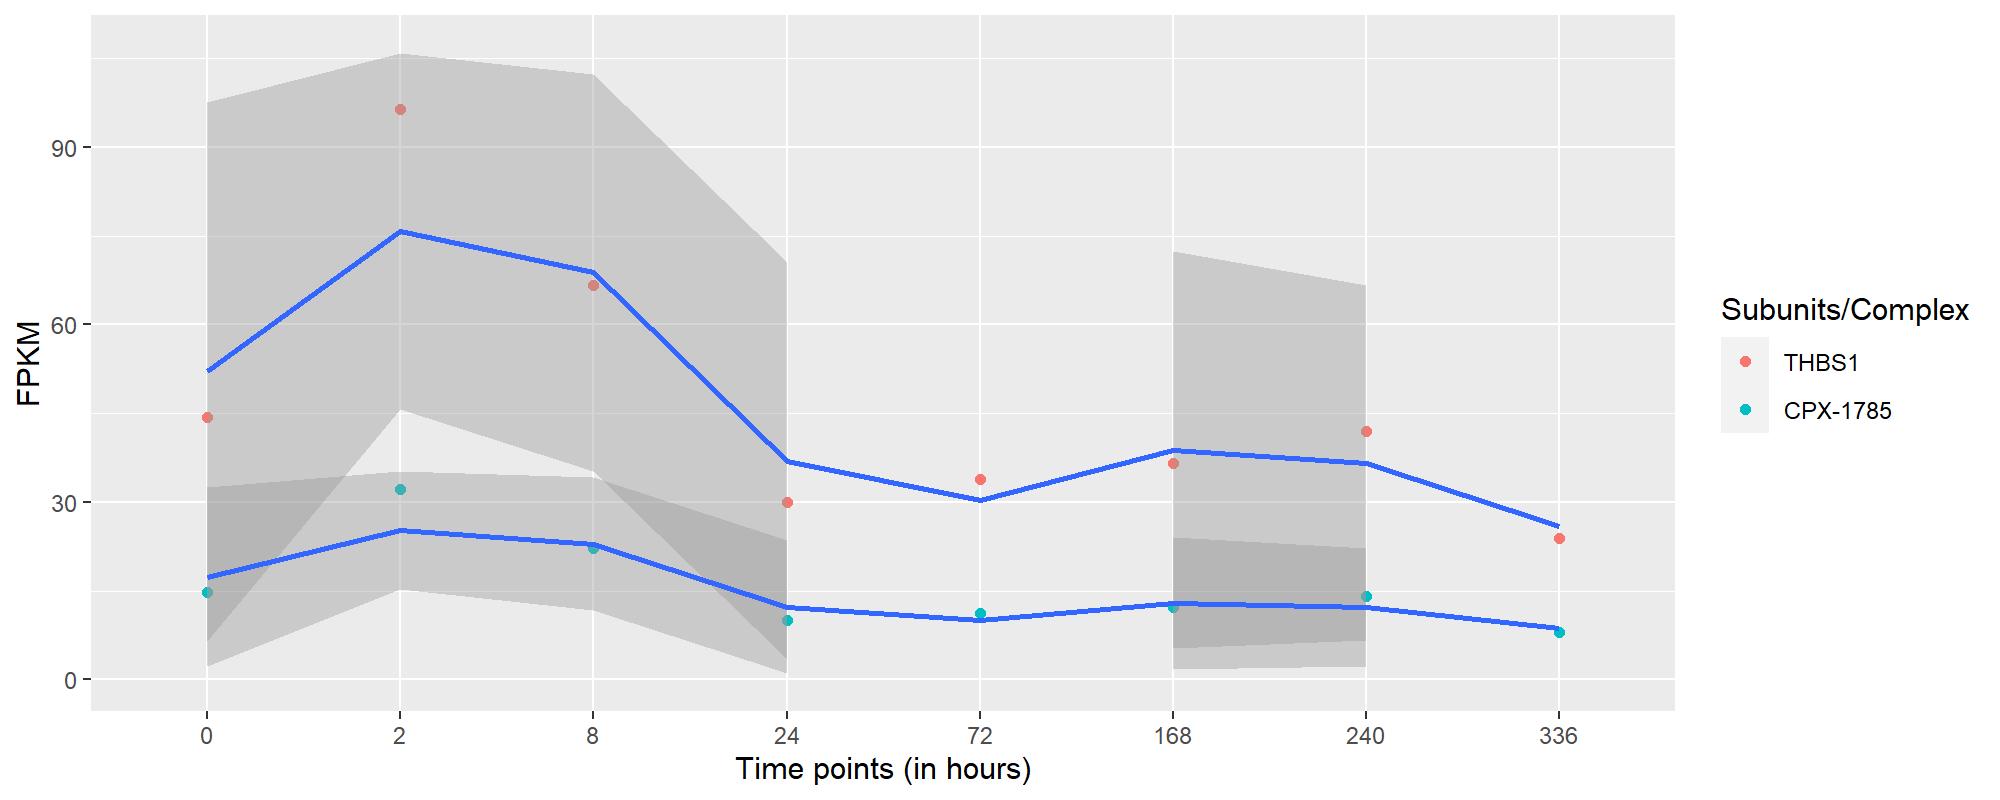 FPKM
90
60
30
0
0 2 8 24 72 168 240 336
Time points (in hours)
Subunits/Complex
THBS1
CPX-1785